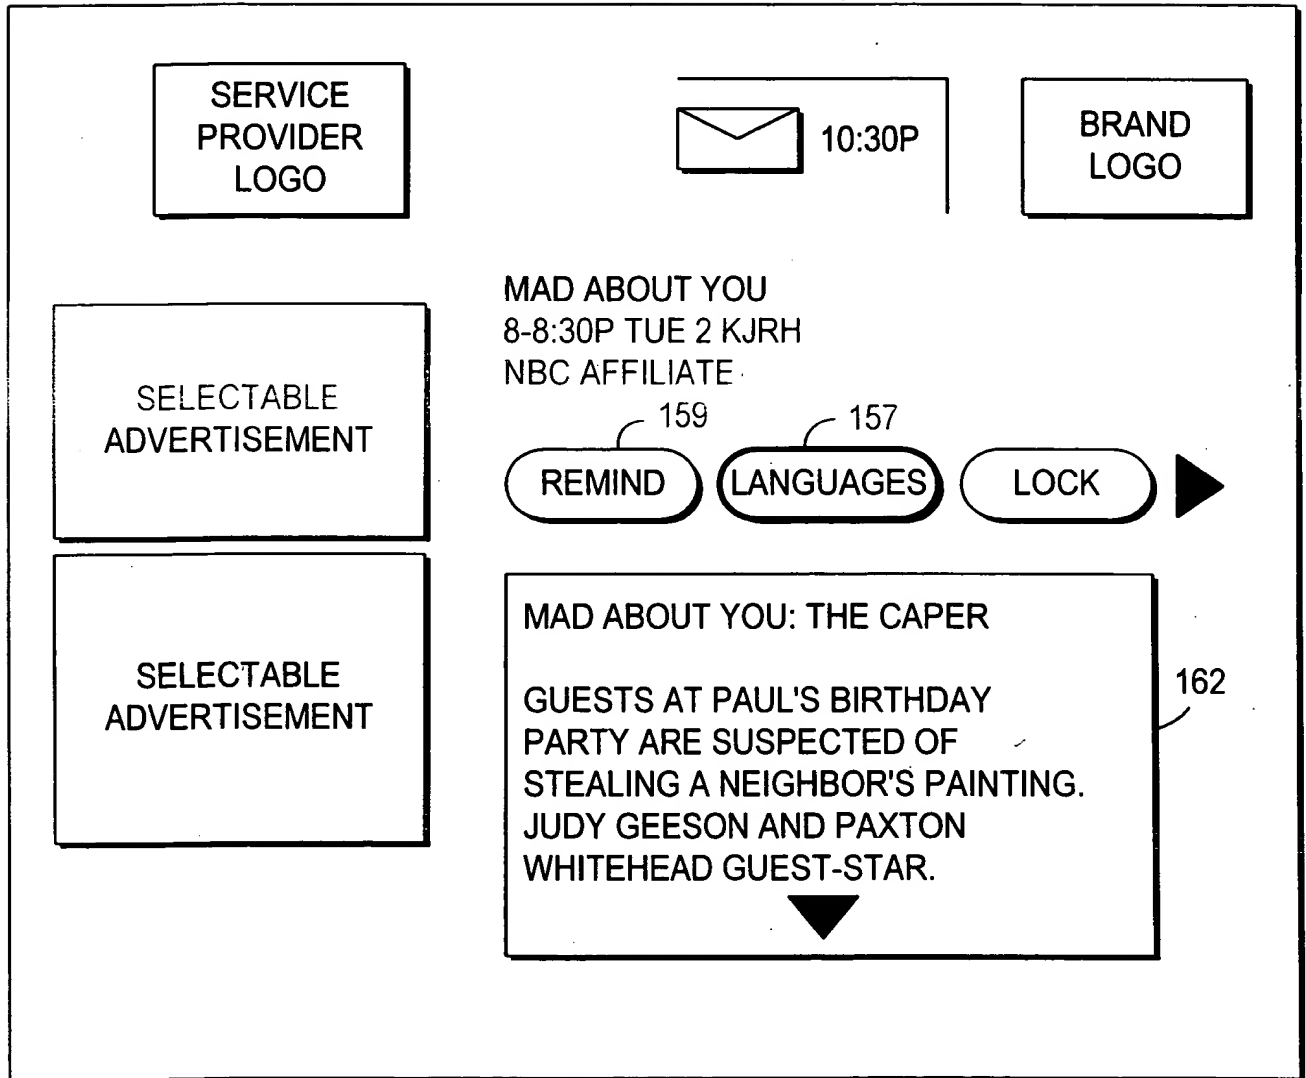 SERVICE
PROVIDER
LOGO
10:30P
BRAND
LOGO
MAD ABOUT YOU
8-8:30P TUE 2 KJRH
NBC AFFILIATE
159
157
REMIND
LANGUAGES
LOCK
SELECTABLE
ADVERTISEMENT
SELECTABLE
ADVERTISEMENT
MAD ABOUT YOU: THE CAPER
GUESTS AT PAUL'S BIRTHDAY
PARTY ARE SUSPECTED OF
STEALING A NEIGHBOR'S PAINTING.
JUDY GEESON AND PAXTON
WHITEHEAD GUEST-STAR.
162